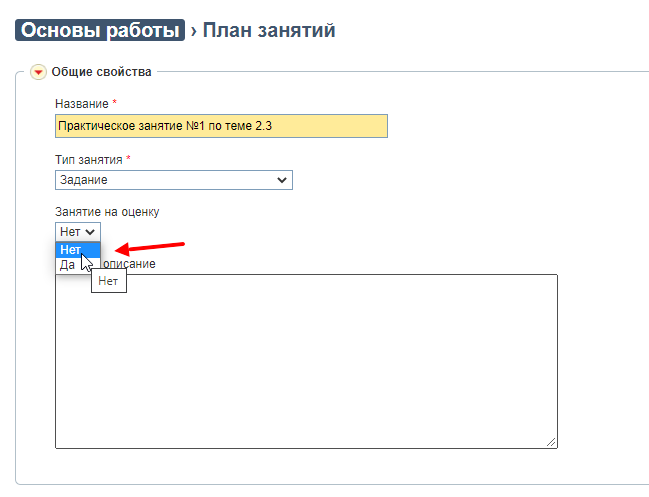 Основы работы › План занятий
Общие свойства
Название *
Практическое занятие №1 по теме 2.3
Тип занятия *
Задание
Занятие на оценку
Нет
Нет
Да
описание
Нет